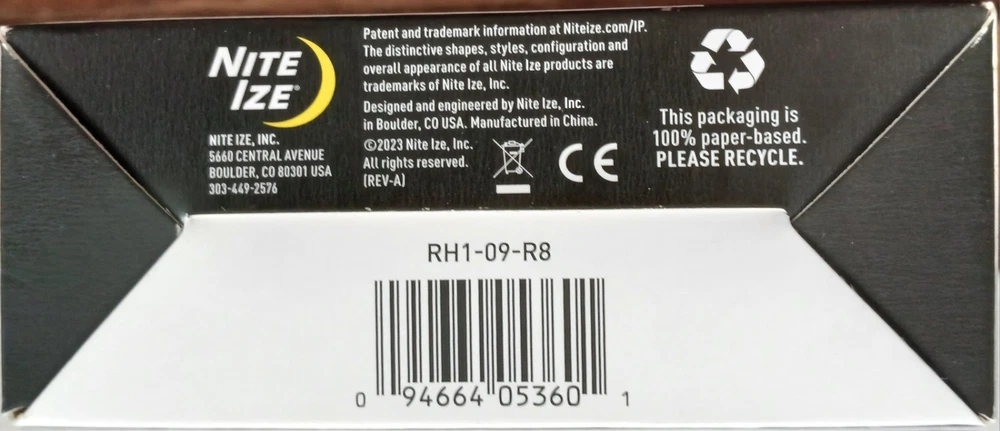 NITE
IZE®
NITE IZE, INC.
5660 CENTRAL AVENUE
BOULDER, CO 80301 USA
303-449-2576
Patent and trademark information at Niteize.com/IP.
The distinctive shapes, styles, configuration and
overall appearance of all Nite Ize products are
trademarks of Nite Ize, Inc.
Designed and engineered by Nite Ize, Inc.
in Boulder, CO USA. Manufactured in China.
©2023 Nite Ize, Inc.
All rights reserved.
(REV-A)
CE
This packaging is
100% paper-based.
PLEASE RECYCLE.
RH1-09-R8
0 94664 05360 1